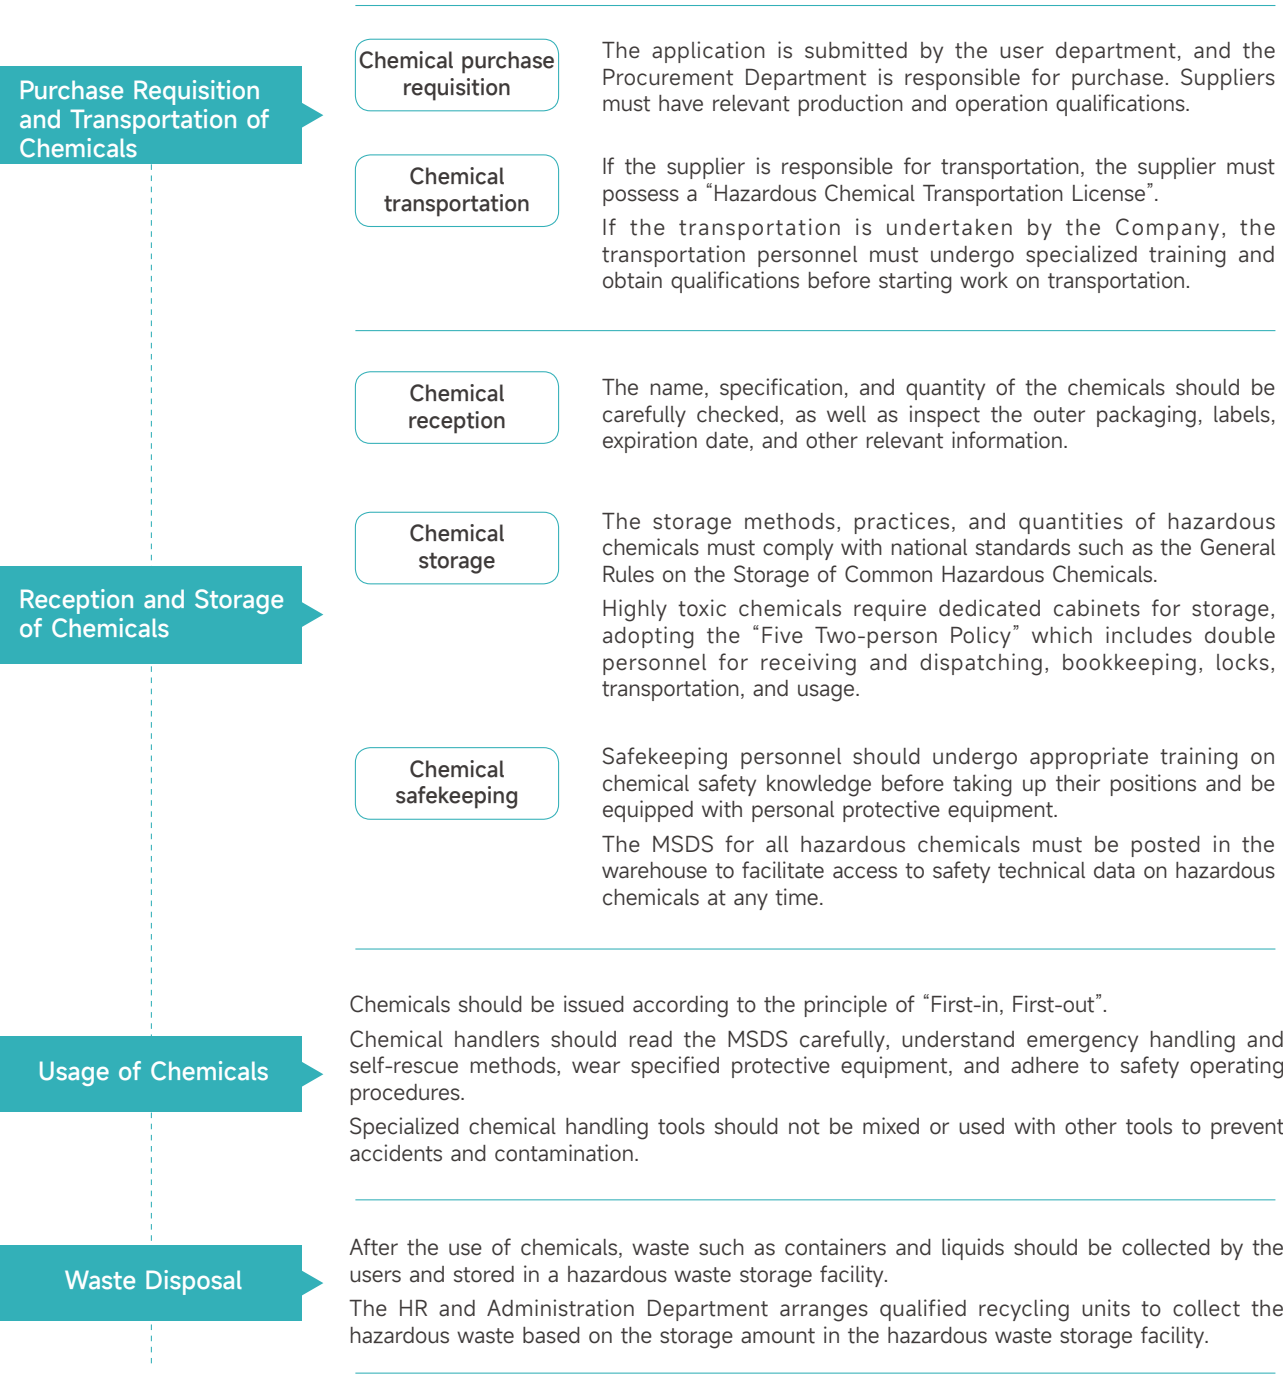 Purchase Requisition
and Transportation of
Chemicals
Chemical purchase
requisition
The application is submitted by the user department, and the
Procurement Department is responsible for purchase. Suppliers
must have relevant production and operation qualifications.
Chemical
transportation
If the supplier is responsible for transportation, the supplier must
possess a “Hazardous Chemical Transportation License”.
If the transportation is undertaken by the Company, the
transportation personnel must undergo specialized training and
obtain qualifications before starting work on transportation.
Reception and Storage
of Chemicals
Chemical
reception
The name, specification, and quantity of the chemicals should be
carefully checked, as well as inspect the outer packaging, labels,
expiration date, and other relevant information.
Chemical
storage
The storage methods, practices, and quantities of hazardous
chemicals must comply with national standards such as the General
Rules on the Storage of Common Hazardous Chemicals.
Highly toxic chemicals require dedicated cabinets for storage,
adopting the “Five Two-person Policy” which includes double
personnel for receiving and dispatching, bookkeeping, locks,
transportation, and usage.
Chemical
safekeeping
Safekeeping personnel should undergo appropriate training on
chemical safety knowledge before taking up their positions and be
equipped with personal protective equipment.
The MSDS for all hazardous chemicals must be posted in the
warehouse to facilitate access to safety technical data on hazardous
chemicals at any time.
Usage of Chemicals
Chemicals should be issued according to the principle of “First-in, First-out”.
Chemical handlers should read the MSDS carefully, understand emergency handling and
self-rescue methods, wear specified protective equipment, and adhere to safety operating
procedures.
Specialized chemical handling tools should not be mixed or used with other tools to prevent
accidents and contamination.
Waste Disposal
After the use of chemicals, waste such as containers and liquids should be collected by the
users and stored in a hazardous waste storage facility.
The HR and Administration Department arranges qualified recycling units to collect the
hazardous waste based on the storage amount in the hazardous waste storage facility.